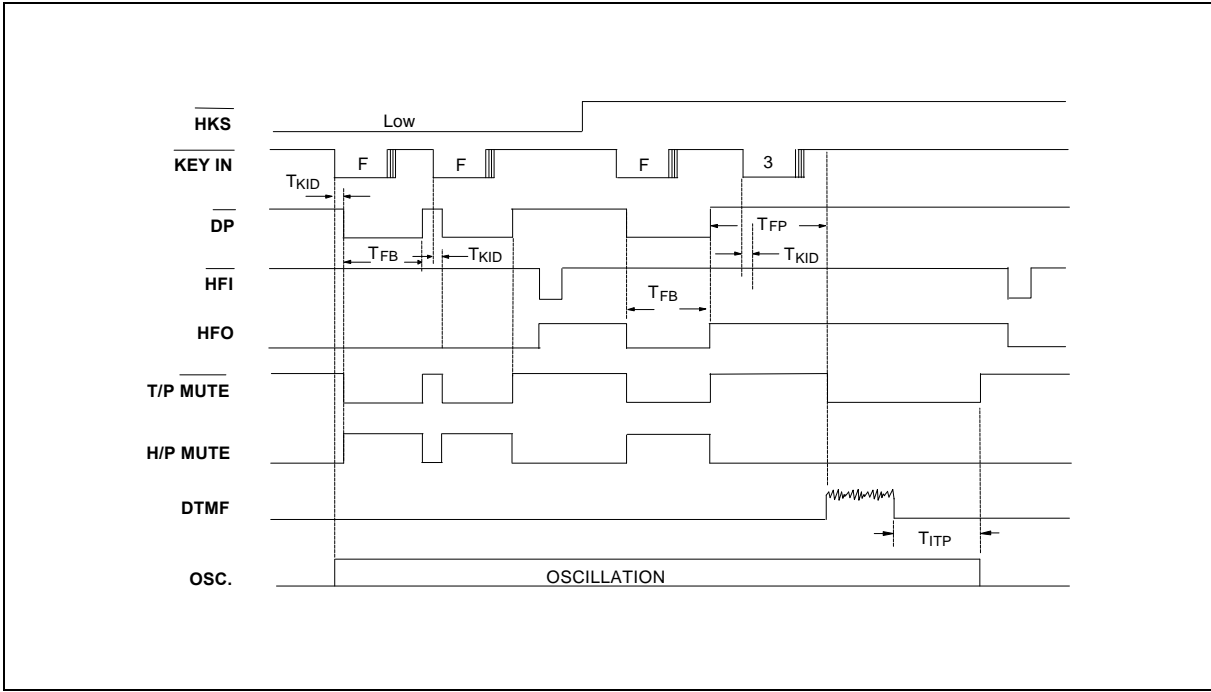 HKS
Low
KEY IN
F
F
F
3
TKID
DP
TFP
TFB
TKID
TKID
HFI
TFB
HFO
T/P MUTE
H/P MUTE
DTMF
TITP
OSC.
OSCILLATION